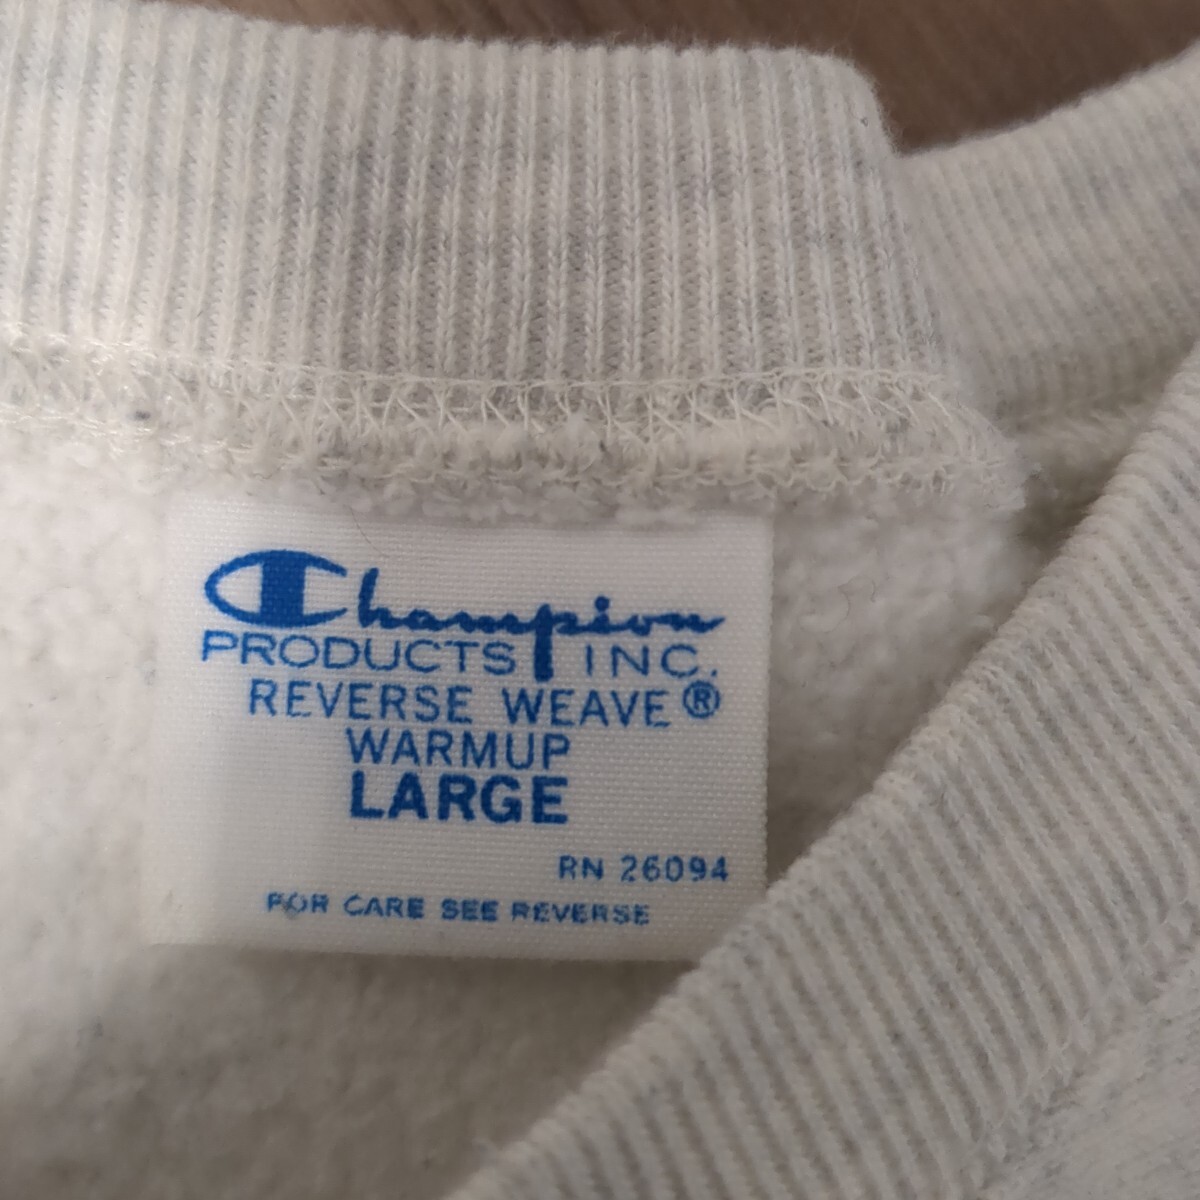 Champion
PRODUCTS INC.
REVERSE WEAVE®
WARMUP
LARGE
RN 26094
FOR CARE SEE REVERSE